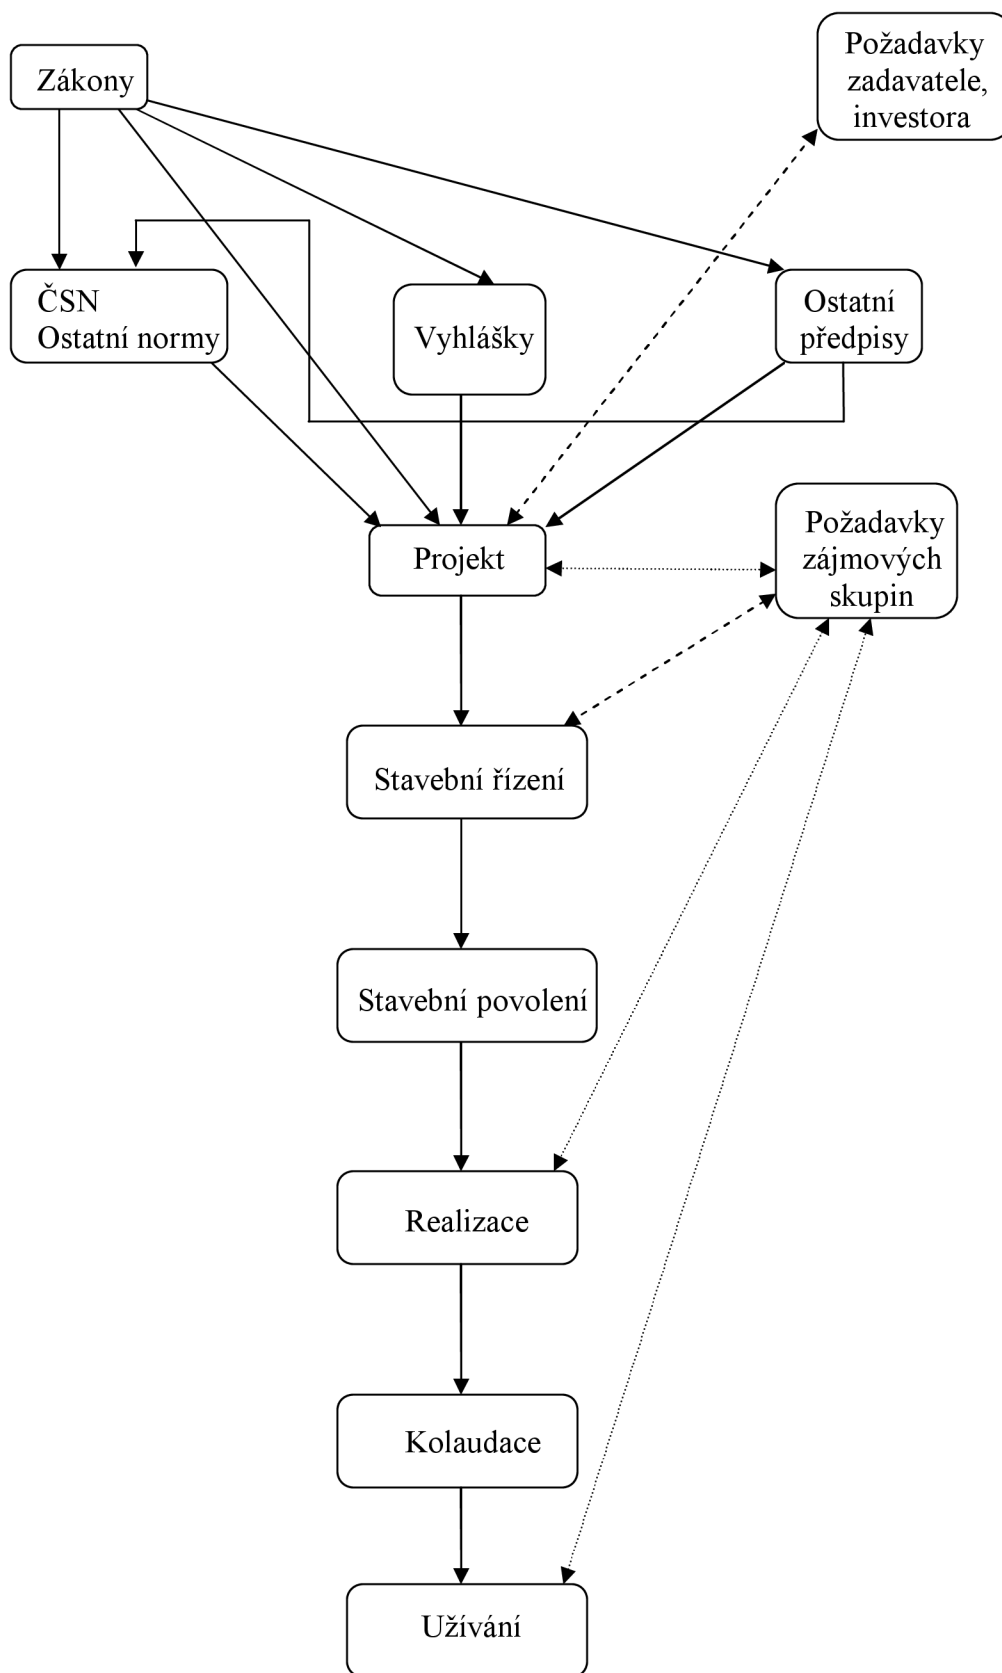 Požadavky
zadavatele,
investora
Zákony
ČSN
Ostatní normy
Vyhlášky
Ostatní
předpisy
Požadavky
zájmových
skupin
Projekt
Stavební řízení
Stavební povolení
Realizace
Kolaudace
Užívání